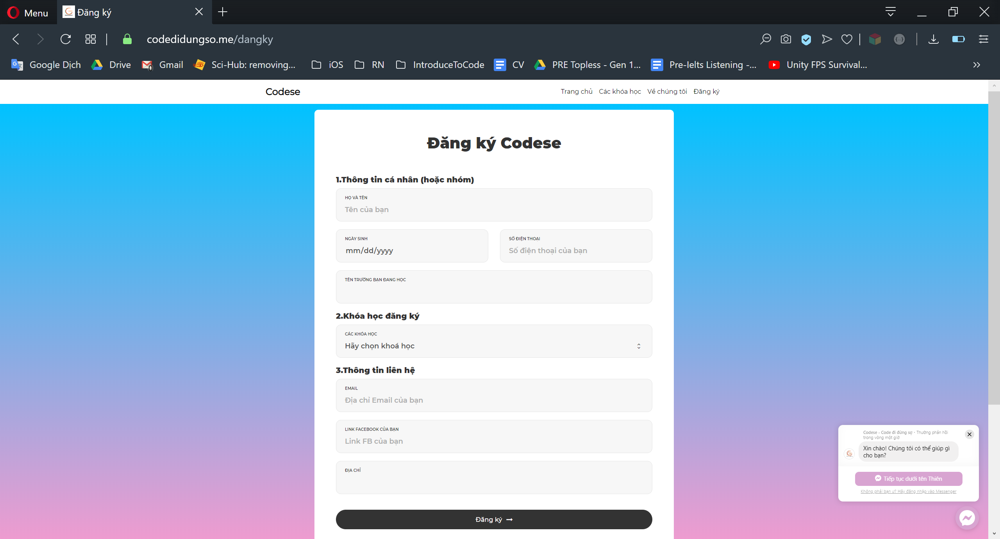 Menu
Đăng ký
codedidungso.me/dangky
Google Dịch
Drive
Gmail
Sci-Hub: removing...
iOS
RN
IntroduceToCode
CV
PRE Topless - Gen 1...
Pre-Ielts Listening -...
Unity FPS Survival...
Codese
Trang chủ
Các khóa học
Về chúng tôi
Đăng ký
Đăng ký Codese
1.Thông tin cá nhân (hoặc nhóm)
HỌ VÀ TÊN
Tên của bạn
NGÀY SINH
mm/dd/yyyy
SỐ ĐIỆN THOẠI
Số điện thoại của bạn
TÊN TRƯỜNG BẠN ĐANG HỌC
2.Khóa học đăng ký
CÁC KHÓA HỌC
Hãy chọn khoá học
3.Thông tin liên hệ
EMAIL
Địa chỉ Email của bạn
LINK FACEBOOK CỦA BẠN
Link FB của bạn
ĐỊA CHỈ
Đăng ký
Codese - Code đi đừng sợ · Thường phản hồi
trong vòng một giờ
Xin chào! Chúng tôi có thể giúp gì
cho bạn?
Tiếp tục dưới tên Thiên
Không phải bạn ư? Hãy đăng nhập vào Messenger